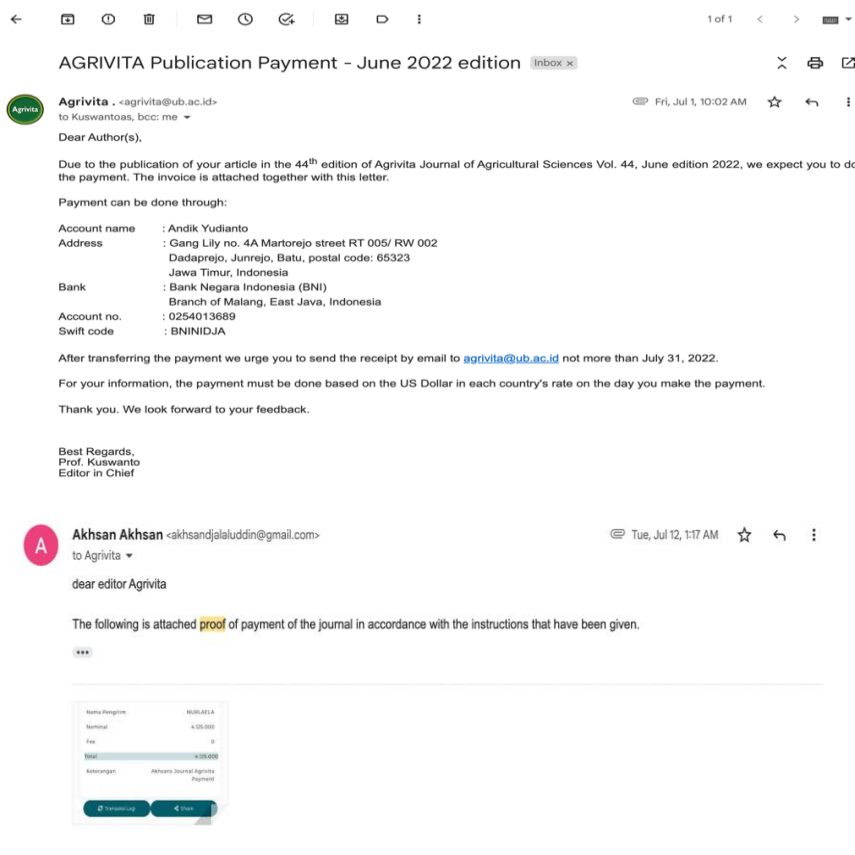 1 of 1
AGRIVITA Publication Payment - June 2022 edition Inbox ×
Agrivita
Agrivita . <agrivita@ub.ac.id>
Fri, Jul 1, 10:02 AM
to Kuswantoas, bcc: me
Dear Author(s),
Due to the publication of your article in the 44th edition of Agrivita Journal of Agricultural Sciences Vol. 44, June edition 2022, we expect you to do
the payment. The invoice is attached together with this letter.
Payment can be done through:
Account name : Andik Yudianto
Address : Gang Lily no. 4A Martorejo street RT 005/ RW 002
Dadaprejo, Junrejo, Batu, postal code: 65323
Jawa Timur, Indonesia
Bank : Bank Negara Indonesia (BNI)
Branch of Malang, East Java, Indonesia
Account no. : 0254013689
Swift code : BNINIDJA
After transferring the payment we urge you to send the receipt by email to agrivita@ub.ac.id not more than July 31, 2022.
For your information, the payment must be done based on the US Dollar in each country's rate on the day you make the payment.
Thank you. We look forward to your feedback.
Best Regards,
Prof. Kuswanto
Editor in Chief
A
Akhsan Akhsan <akhsandjalaluddin@gmail.com>
Tue, Jul 12, 1:17 AM
to Agrivita
dear editor Agrivita
The following is attached proof of payment of the journal in accordance with the instructions that have been given.
Nama Pengirim NURLAELA
Nominal 4.125.000
Fee 0
Total 4.125.000
Keterangan Akhsans Journal Agrivita
Payment
Transaksi Lagi Share